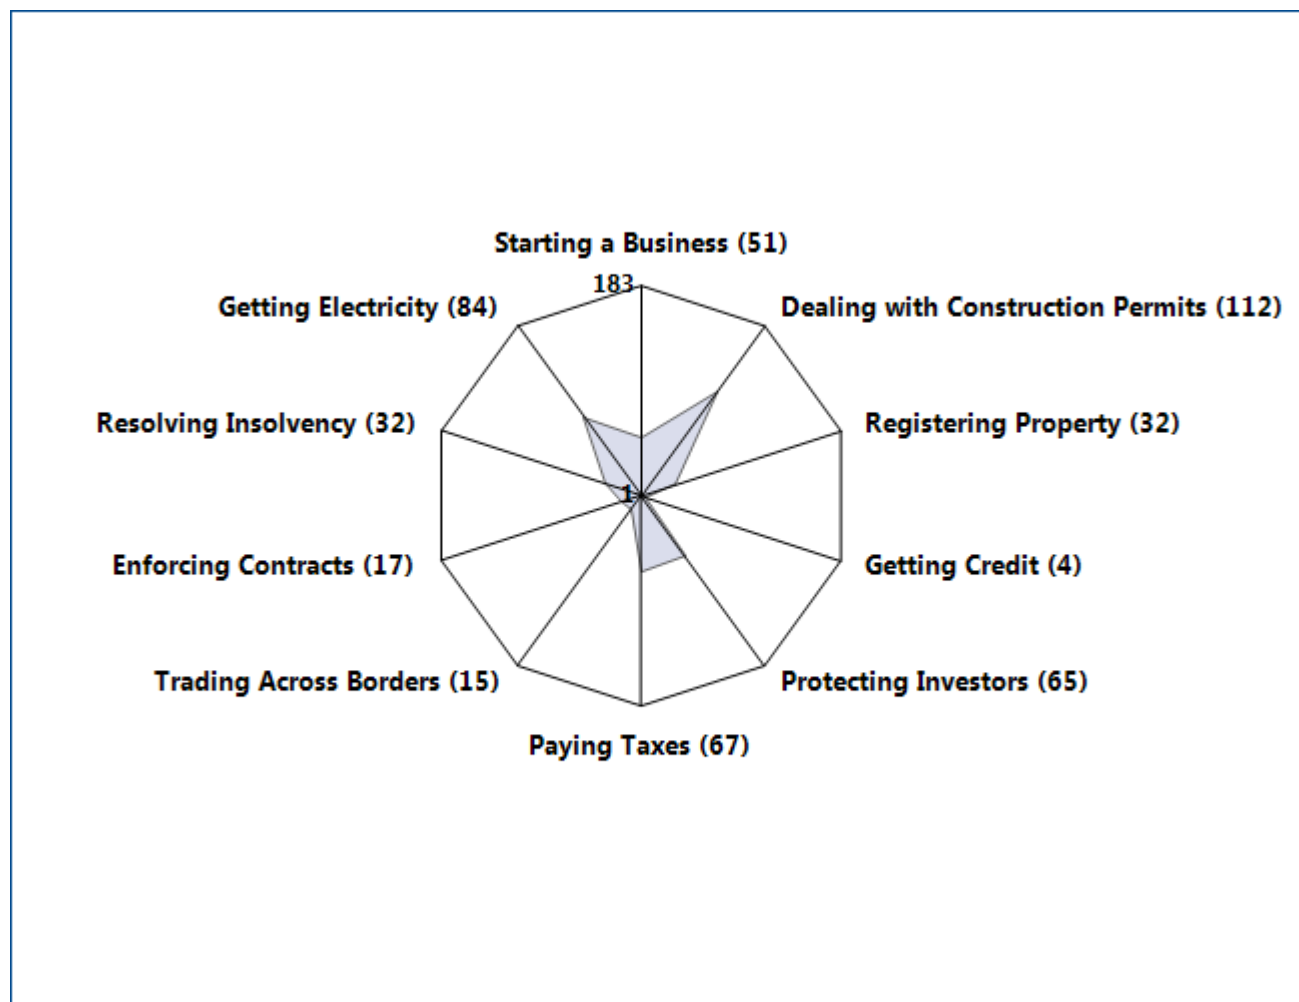 Starting a Business (51)
183
Getting Electricity (84)
Dealing with Construction Permits (112)
Resolving Insolvency (32)
Registering Property (32)
1
Enforcing Contracts (17)
Getting Credit (4)
Trading Across Borders (15)
Protecting Investors (65)
Paying Taxes (67)